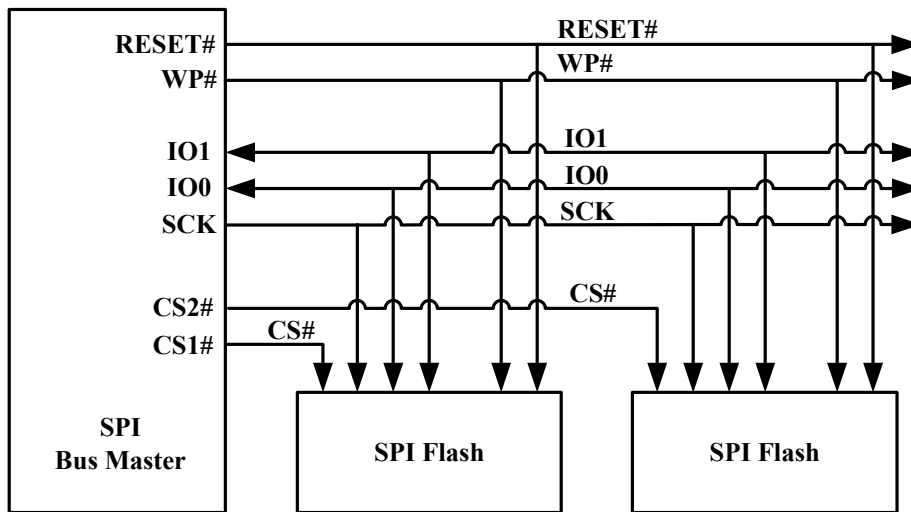 RESET#
RESET#
WP#
WP#
IO1
IO1
IO0
IO0
SCK
SCK
CS2#
CS#
CS1#
CS#
SPI
Bus Master
SPI Flash
SPI Flash